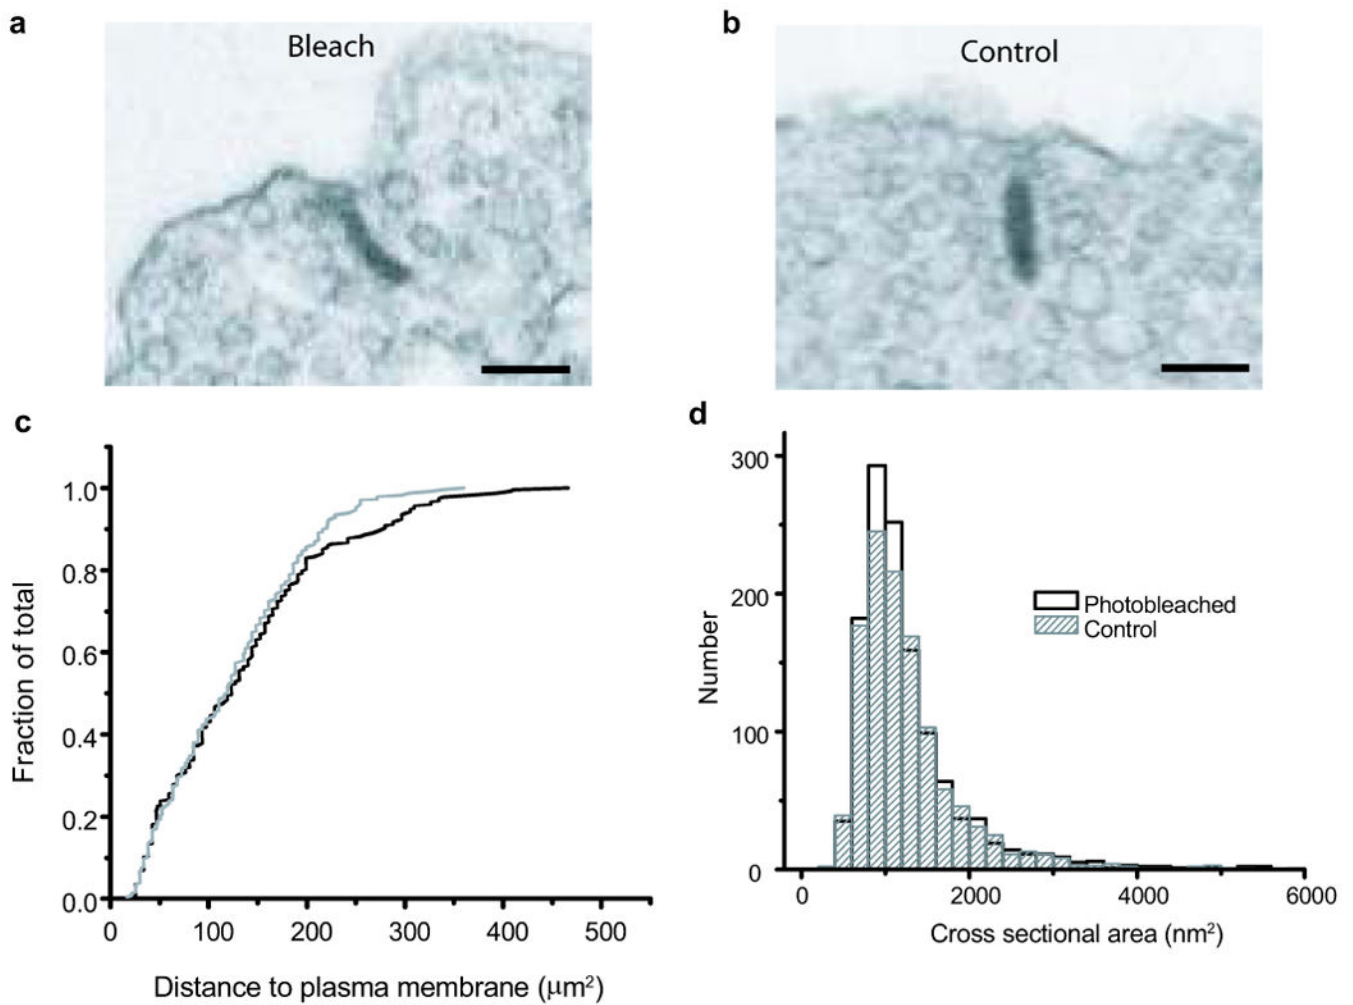 a
Bleach
b
Control
c
1.0
0.8
0.6
0.4
0.2
0.0
0 100 200 300 400 500
Fraction of total
Distance to plasma membrane (μm²)
d
300
200
100
0
0 2000 4000 6000
Number
Photobleached
Control
Cross sectional area (nm²)